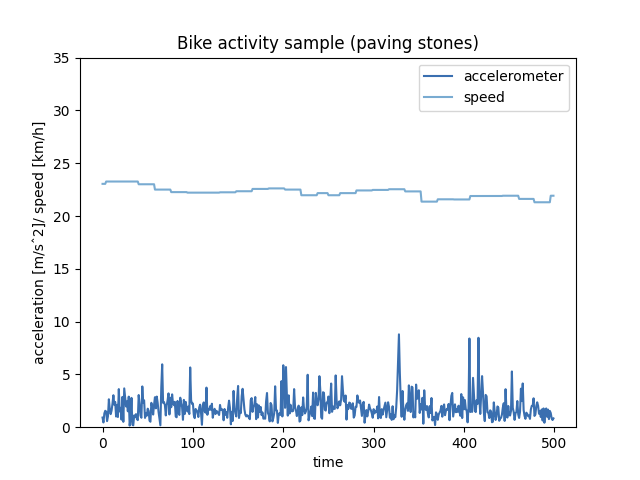 Bike activity sample (paving stones)
accelerometer
speed
acceleration [m/sˆ2]/ speed [km/h]
35
30
25
20
15
10
5
0
0 100 200 300 400 500
time